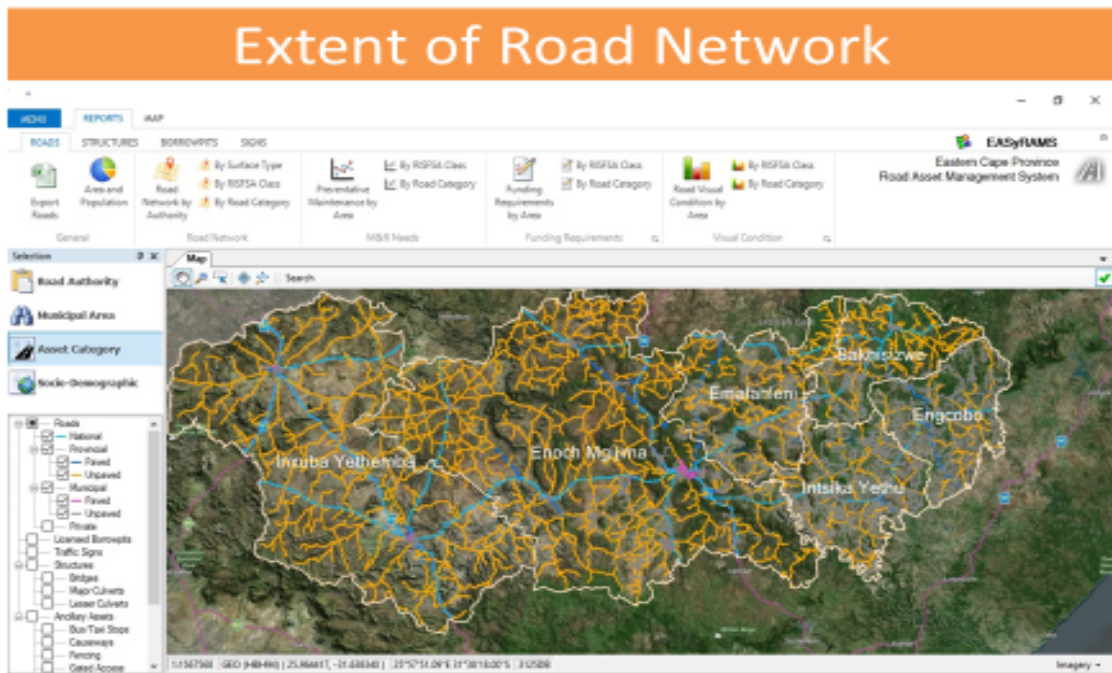 Extent of Road Network
MENU REPORTS MAP
ROADS STRUCTURES BORROWPITS SIGNS
EASyRAMS
Eastern Cape Province
Road Asset Management System
Export Roads
Area and Population
Road Network by Authority
By Surface Type
By RISFSA Class
By Road Category
Preventative Maintenance by Area
By RISFSA Class
By Road Category
Funding Requirements by Area
By RISFSA Class
By Road Category
Road Visual Condition by Area
By RISFSA Class
By Road Category
General
Road Network
M&R Needs
Funding Requirements
Visual Condition
Selection
Road Authority
Municipal Area
Asset Category
Socio-Demographic
Map
Search
Roads
National
Provincial
Paved
Unpaved
Municipal
Paved
Unpaved
Private
Licensed Borrowpits
Traffic Signs
Structures
Bridges
Major Culverts
Lesser Culverts
Ancillary Assets
Bus/Taxi Stops
Causeways
Fencing
Gated Access
Sakhisizwe
Emalahleni
Engcobo
Inxuba Yethemba
Enoch Mgijima
Intsika Yethu
Imagery